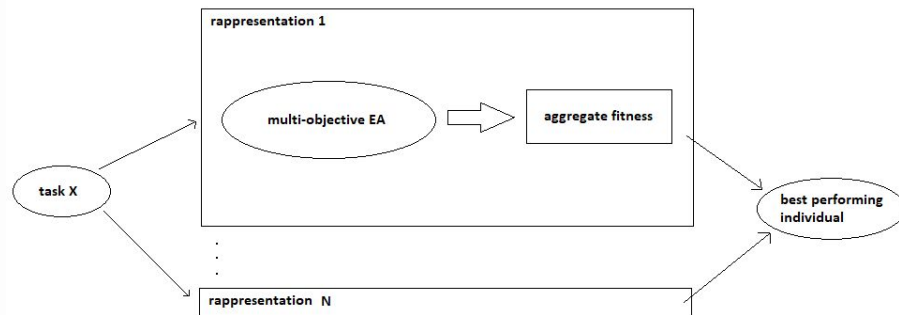 rappresentation 1
multi-objective EA
aggregate fitness
task X
best performing
individual
rappresentation N